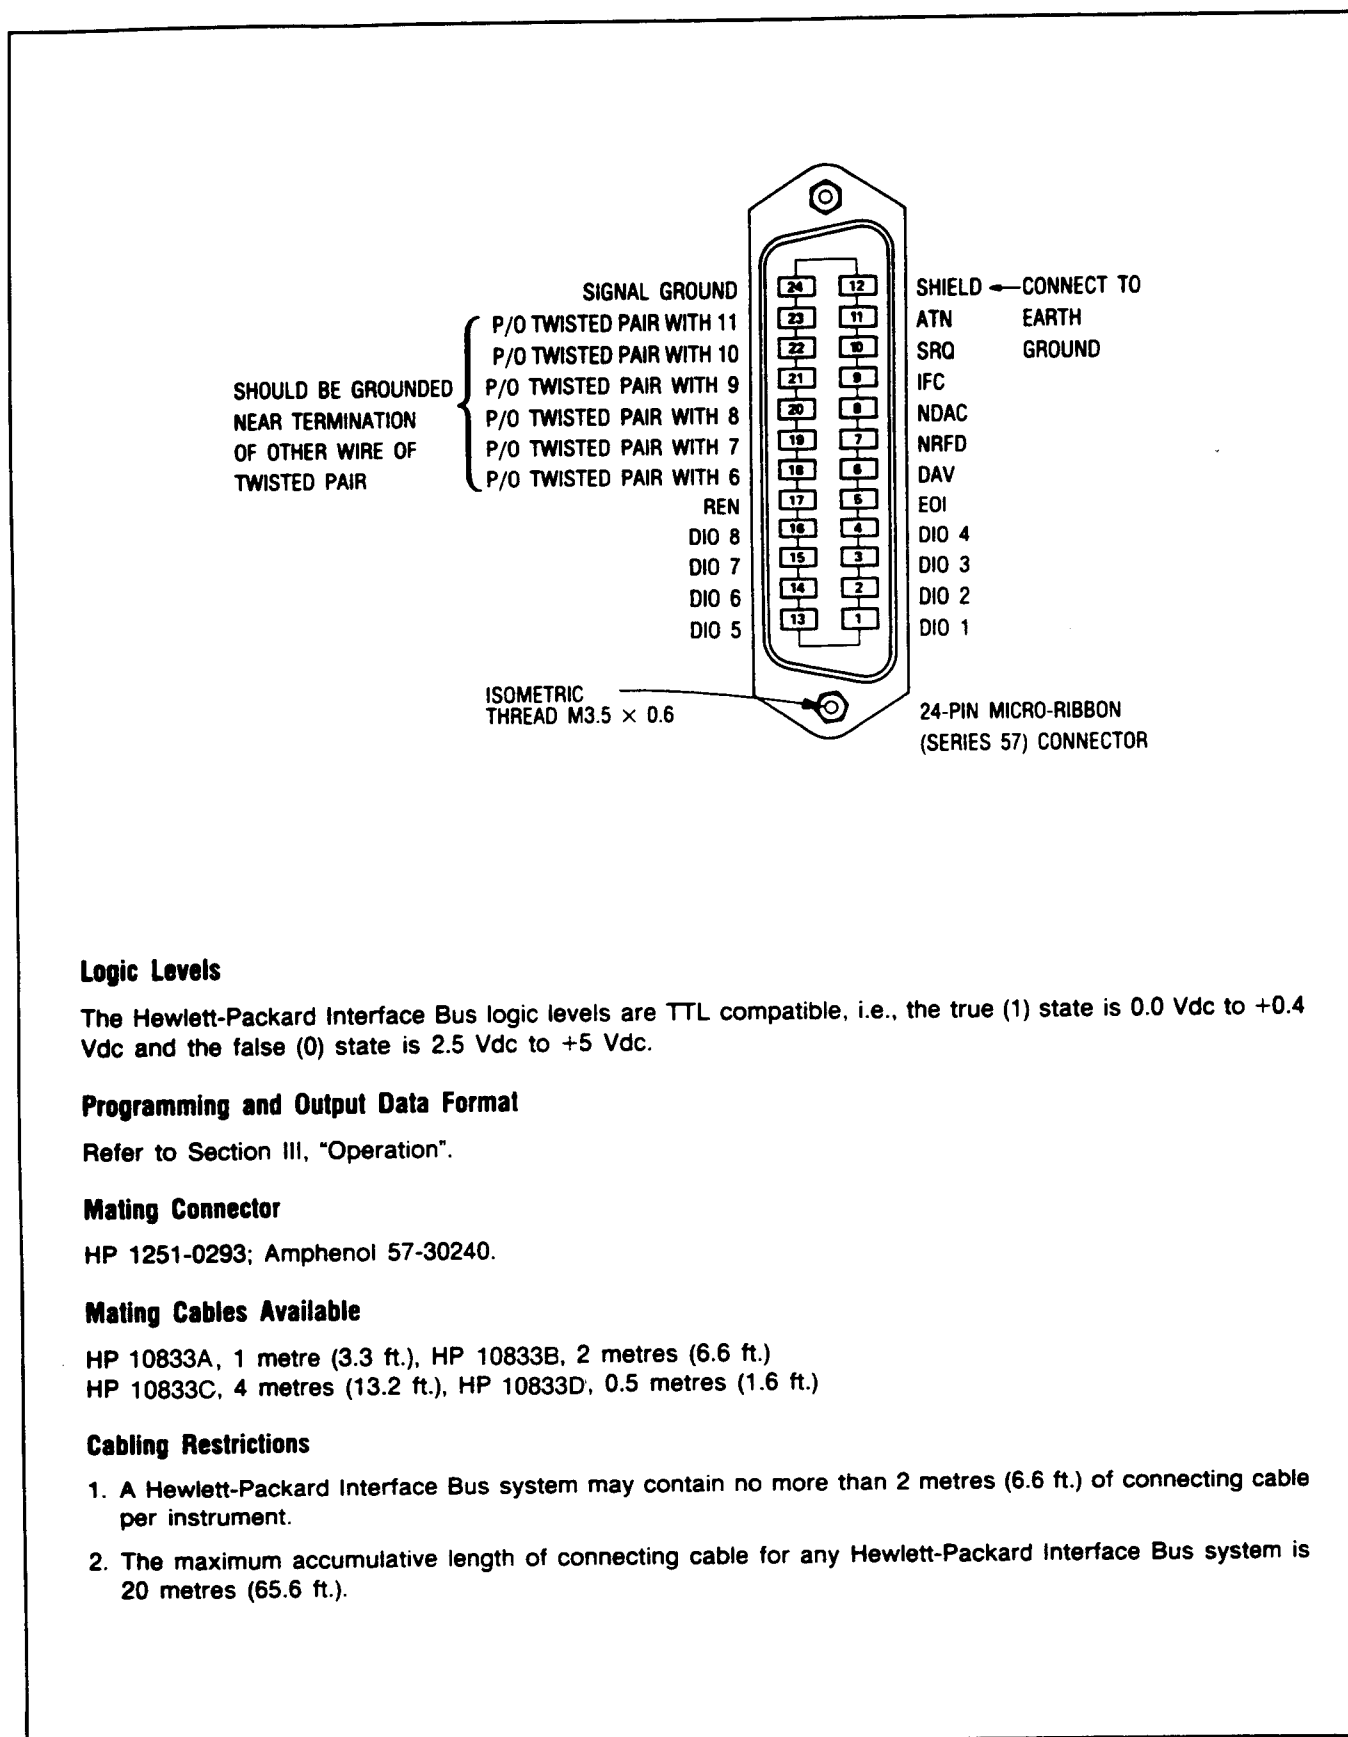 SIGNAL GROUND 24 12 SHIELD ←CONNECT TO
P/O TWISTED PAIR WITH 11 23 11 ATN EARTH
P/O TWISTED PAIR WITH 10 22 10 SRQ GROUND
P/O TWISTED PAIR WITH 9 21 9 IFC
P/O TWISTED PAIR WITH 8 20 8 NDAC
P/O TWISTED PAIR WITH 7 19 7 NRFD
P/O TWISTED PAIR WITH 6 18 6 DAV
SHOULD BE GROUNDED
NEAR TERMINATION
OF OTHER WIRE OF
TWISTED PAIR
REN 17 5 EOI
DIO 8 16 4 DIO 4
DIO 7 15 3 DIO 3
DIO 6 14 2 DIO 2
DIO 5 13 1 DIO 1
ISOMETRIC
THREAD M3.5 × 0.6
24-PIN MICRO-RIBBON
(SERIES 57) CONNECTOR
Logic Levels
The Hewlett-Packard Interface Bus logic levels are TTL compatible, i.e., the true (1) state is 0.0 Vdc to +0.4
Vdc and the false (0) state is 2.5 Vdc to +5 Vdc.
Programming and Output Data Format
Refer to Section III, "Operation".
Mating Connector
HP 1251-0293; Amphenol 57-30240.
Mating Cables Available
HP 10833A, 1 metre (3.3 ft.), HP 10833B, 2 metres (6.6 ft.)
HP 10833C, 4 metres (13.2 ft.), HP 10833D, 0.5 metres (1.6 ft.)
Cabling Restrictions
1. A Hewlett-Packard Interface Bus system may contain no more than 2 metres (6.6 ft.) of connecting cable
per instrument.
2. The maximum accumulative length of connecting cable for any Hewlett-Packard Interface Bus system is
20 metres (65.6 ft.).